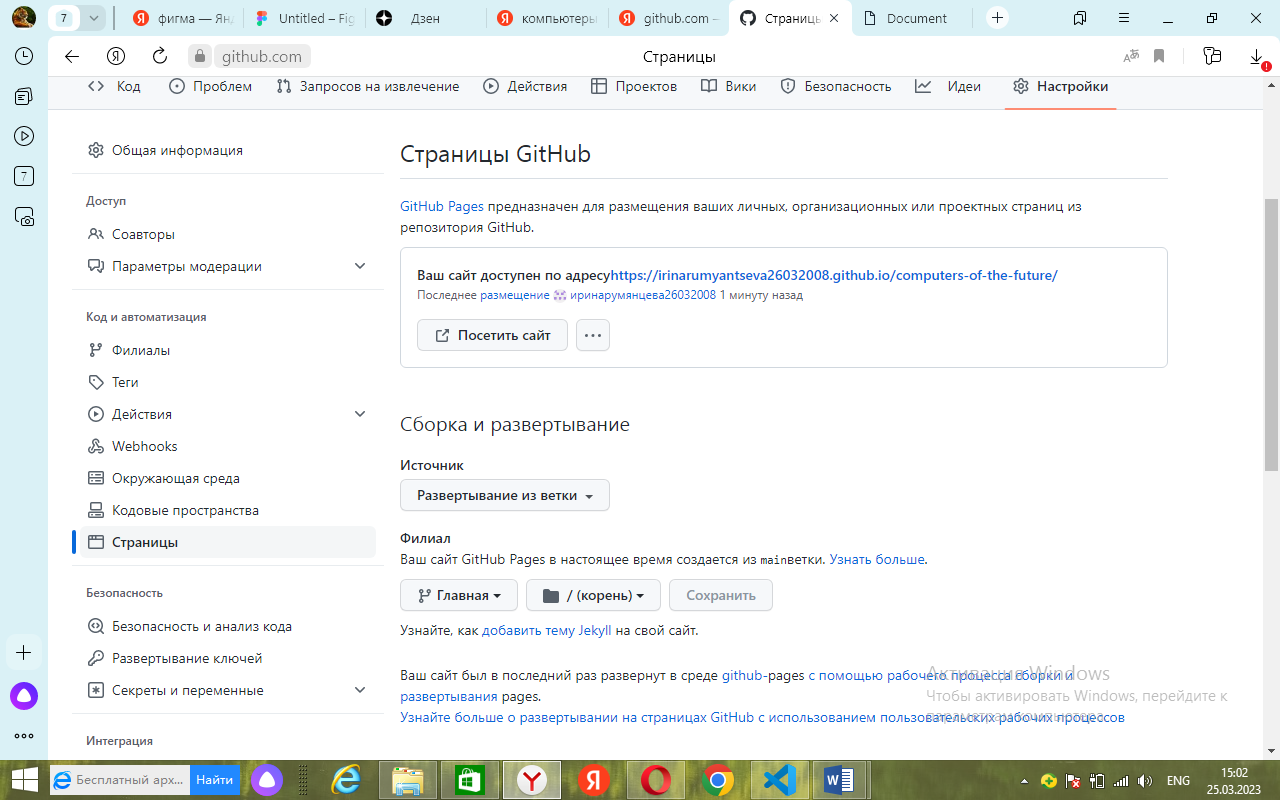 7
фигма — Янд
Untitled – Fig
Дзен
компьютеры
github.com –
Страницы
Document
github.com
Страницы
Код
Проблем
Запросов на извлечение
Действия
Проектов
Вики
Безопасность
Идеи
Настройки
7
Общая информация
Доступ
Соавторы
Параметры модерации
Код и автоматизация
Филиалы
Теги
Действия
Webhooks
Окружающая среда
Кодовые пространства
Страницы
Безопасность
Безопасность и анализ кода
Развертывание ключей
Секреты и переменные
Интеграция
Страницы GitHub
GitHub Pages предназначен для размещения ваших личных, организационных или проектных страниц из
репозитория GitHub.
Ваш сайт доступен по адресуhttps://irinarumyantseva26032008.github.io/computers-of-the-future/
Последнее размещение иринарумянцева26032008 1 минуту назад
Посетить сайт
Сборка и развертывание
Источник
Развертывание из ветки
Филиал
Ваш сайт GitHub Pages в настоящее время создается из mainветки. Узнать больше.
Главная
/ (корень)
Сохранить
Узнайте, как добавить тему Jekyll на свой сайт.
Ваш сайт был в последний раз развернут в среде github-pages с помощью рабочего процесса сборки и
развертывания pages.
Узнайте больше о развертывании на страницах GitHub с использованием пользовательских рабочих процессов
Активация Windows
Чтобы активировать Windows, перейдите к
параметрам компьютера.
Бесплатный арх...
Найти
ENG
15:02
25.03.2023